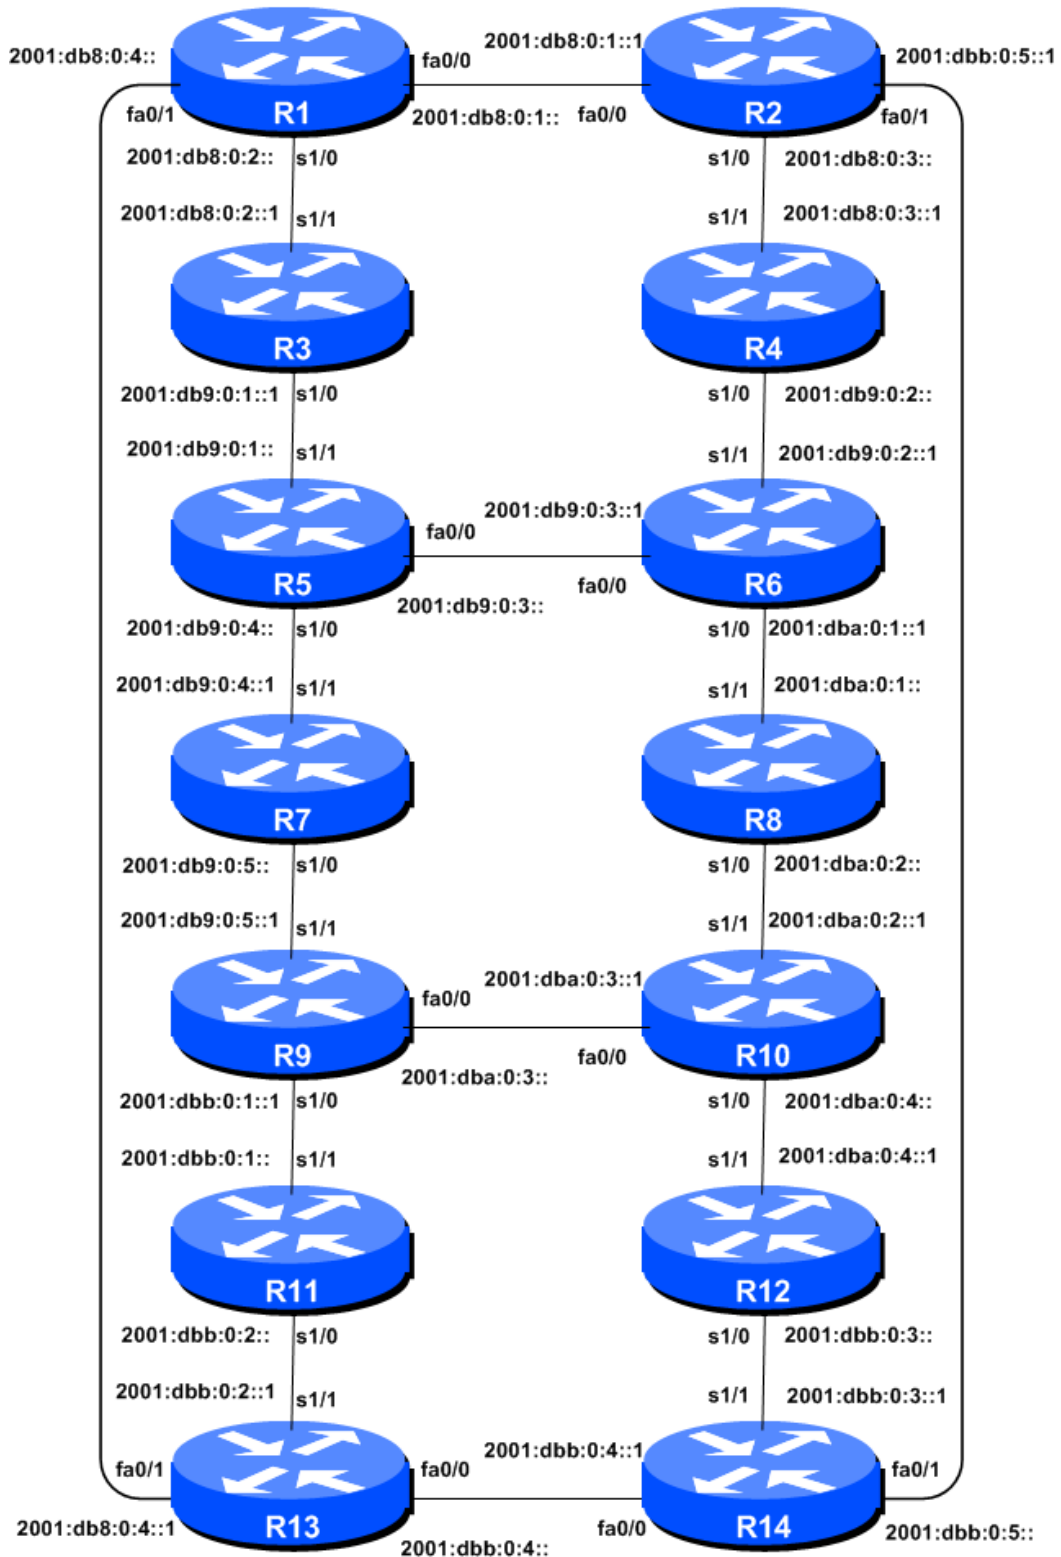 2001:db8:0:4::
fa0/0
2001:db8:0:1::1
2001:dbb:0:5::1
fa0/1
R1
2001:db8:0:1::
fa0/0
R2
fa0/1
2001:db8:0:2::
s1/0
s1/0
2001:db8:0:3::
2001:db8:0:2::1
s1/1
s1/1
2001:db8:0:3::1
R3
R4
2001:db9:0:1::1
s1/0
s1/0
2001:db9:0:2::
2001:db9:0:1::
s1/1
s1/1
2001:db9:0:2::1
fa0/0
2001:db9:0:3::1
R5
2001:db9:0:3::
fa0/0
R6
2001:db9:0:4::
s1/0
s1/0
2001:dba:0:1::1
2001:db9:0:4::1
s1/1
s1/1
2001:dba:0:1::
R7
R8
2001:db9:0:5::
s1/0
s1/0
2001:dba:0:2::
2001:db9:0:5::1
s1/1
s1/1
2001:dba:0:2::1
fa0/0
2001:dba:0:3::1
R9
2001:dba:0:3::
fa0/0
R10
2001:dbb:0:1::1
s1/0
s1/0
2001:dba:0:4::
2001:dbb:0:1::
s1/1
s1/1
2001:dba:0:4::1
R11
R12
2001:dbb:0:2::
s1/0
s1/0
2001:dbb:0:3::
2001:dbb:0:2::1
s1/1
s1/1
2001:dbb:0:3::1
fa0/1
fa0/0
2001:dbb:0:4::1
fa0/1
2001:db8:0:4::1
R13
2001:dbb:0:4::
fa0/0
R14
2001:dbb:0:5::